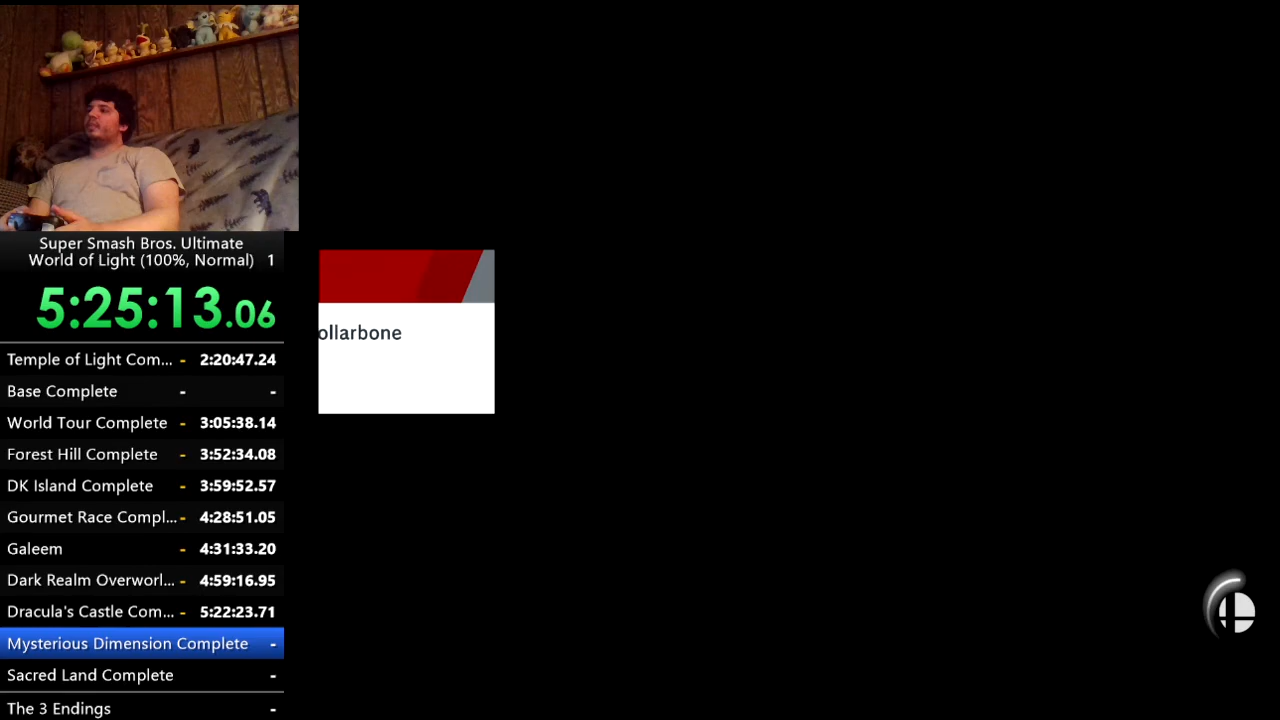 Super Smash Bros. Ultimate
World of Light (100%, Normal) 1
5:25:13.06
Temple of Light Com... - 2:20:47.24
Base Complete - -
World Tour Complete - 3:05:38.14
Forest Hill Complete - 3:52:34.08
DK Island Complete - 3:59:52.57
Gourmet Race Compl... - 4:28:51.05
Galeem - 4:31:33.20
Dark Realm Overworl... - 4:59:16.95
Dracula's Castle Com... - 5:22:23.71
Mysterious Dimension Complete -
Sacred Land Complete -
The 3 Endings -
ollarbone